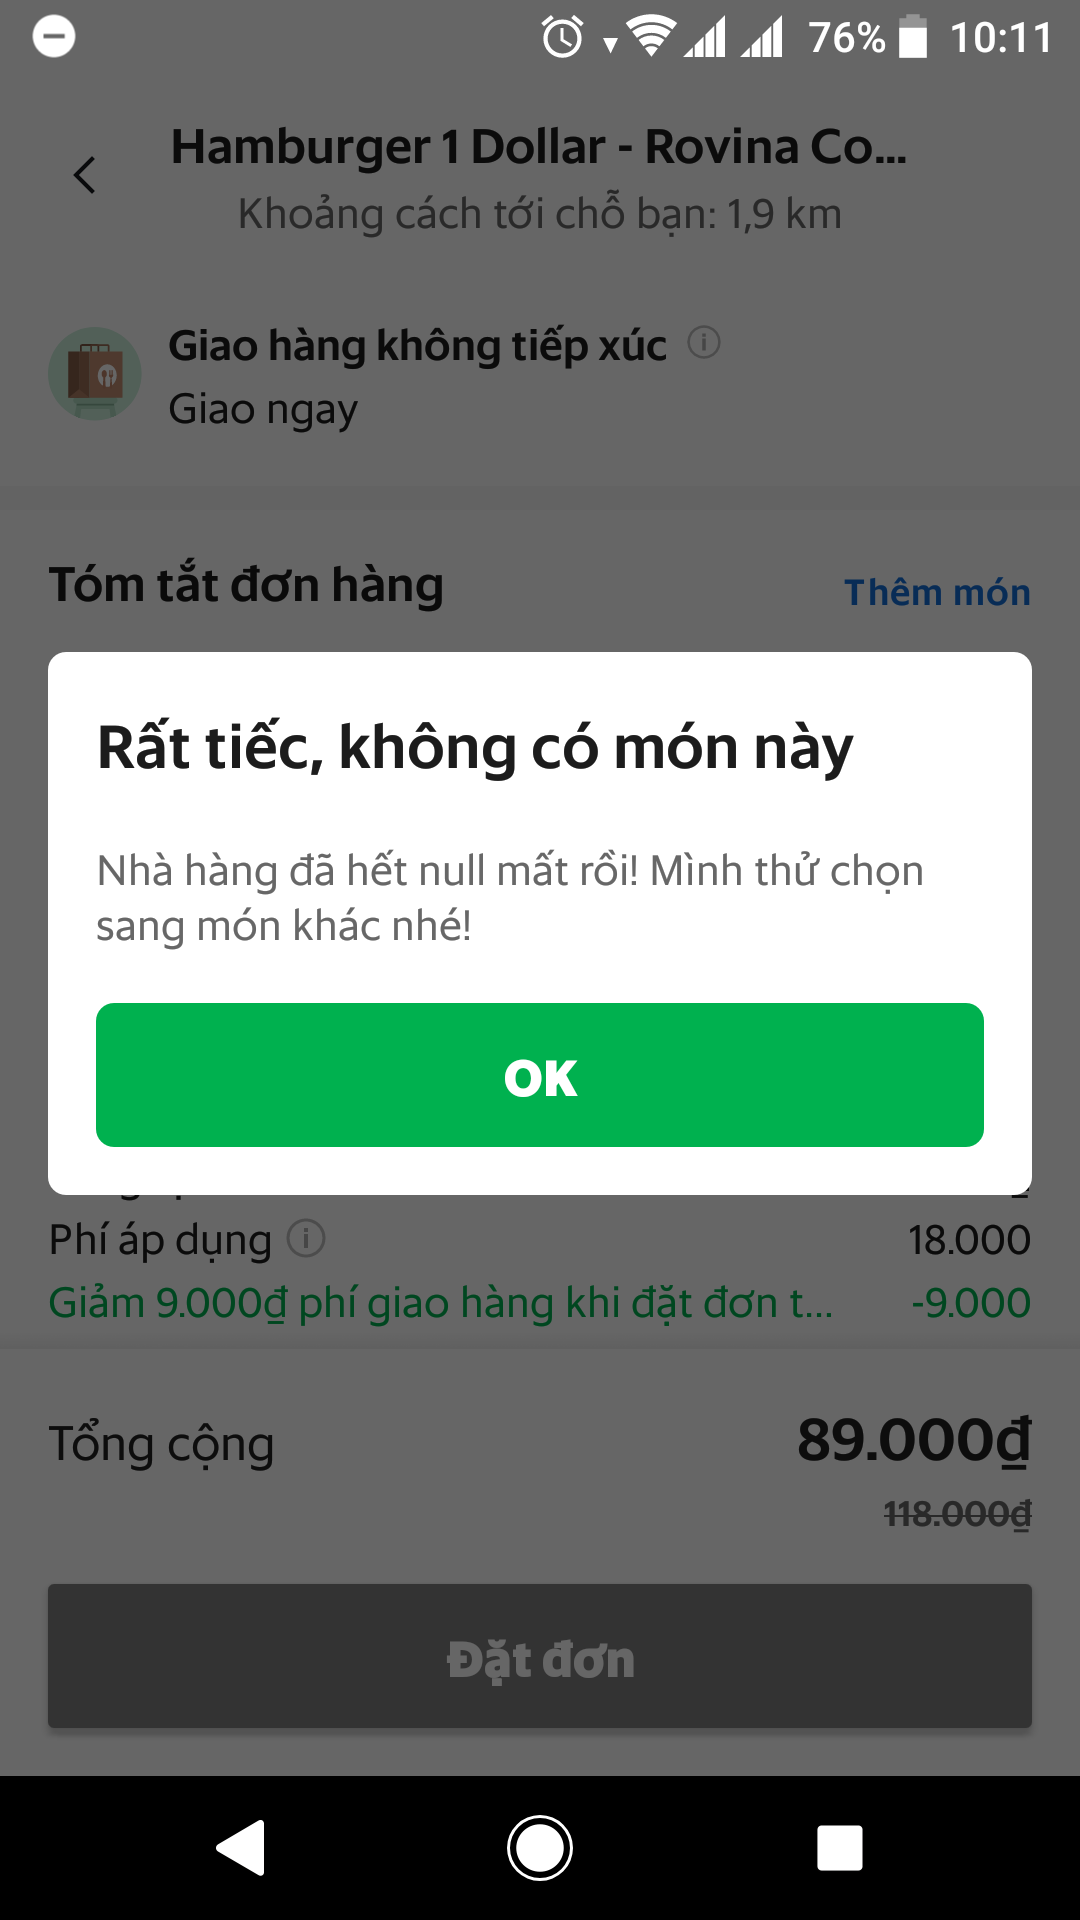 76% 10:11
Hamburger 1 Dollar - Rovina Co...
Khoảng cách tới chỗ bạn: 1,9 km
Giao hàng không tiếp xúc
Giao ngay
Tóm tắt đơn hàng
Thêm món
Rất tiếc, không có món này
Nhà hàng đã hết null mất rồi! Mình thử chọn
sang món khác nhé!
OK
Phí áp dụng 18.000
Giảm 9.000₫ phí giao hàng khi đặt đơn t... -9.000
Tổng cộng 89.000₫
118.000₫
Đặt đơn